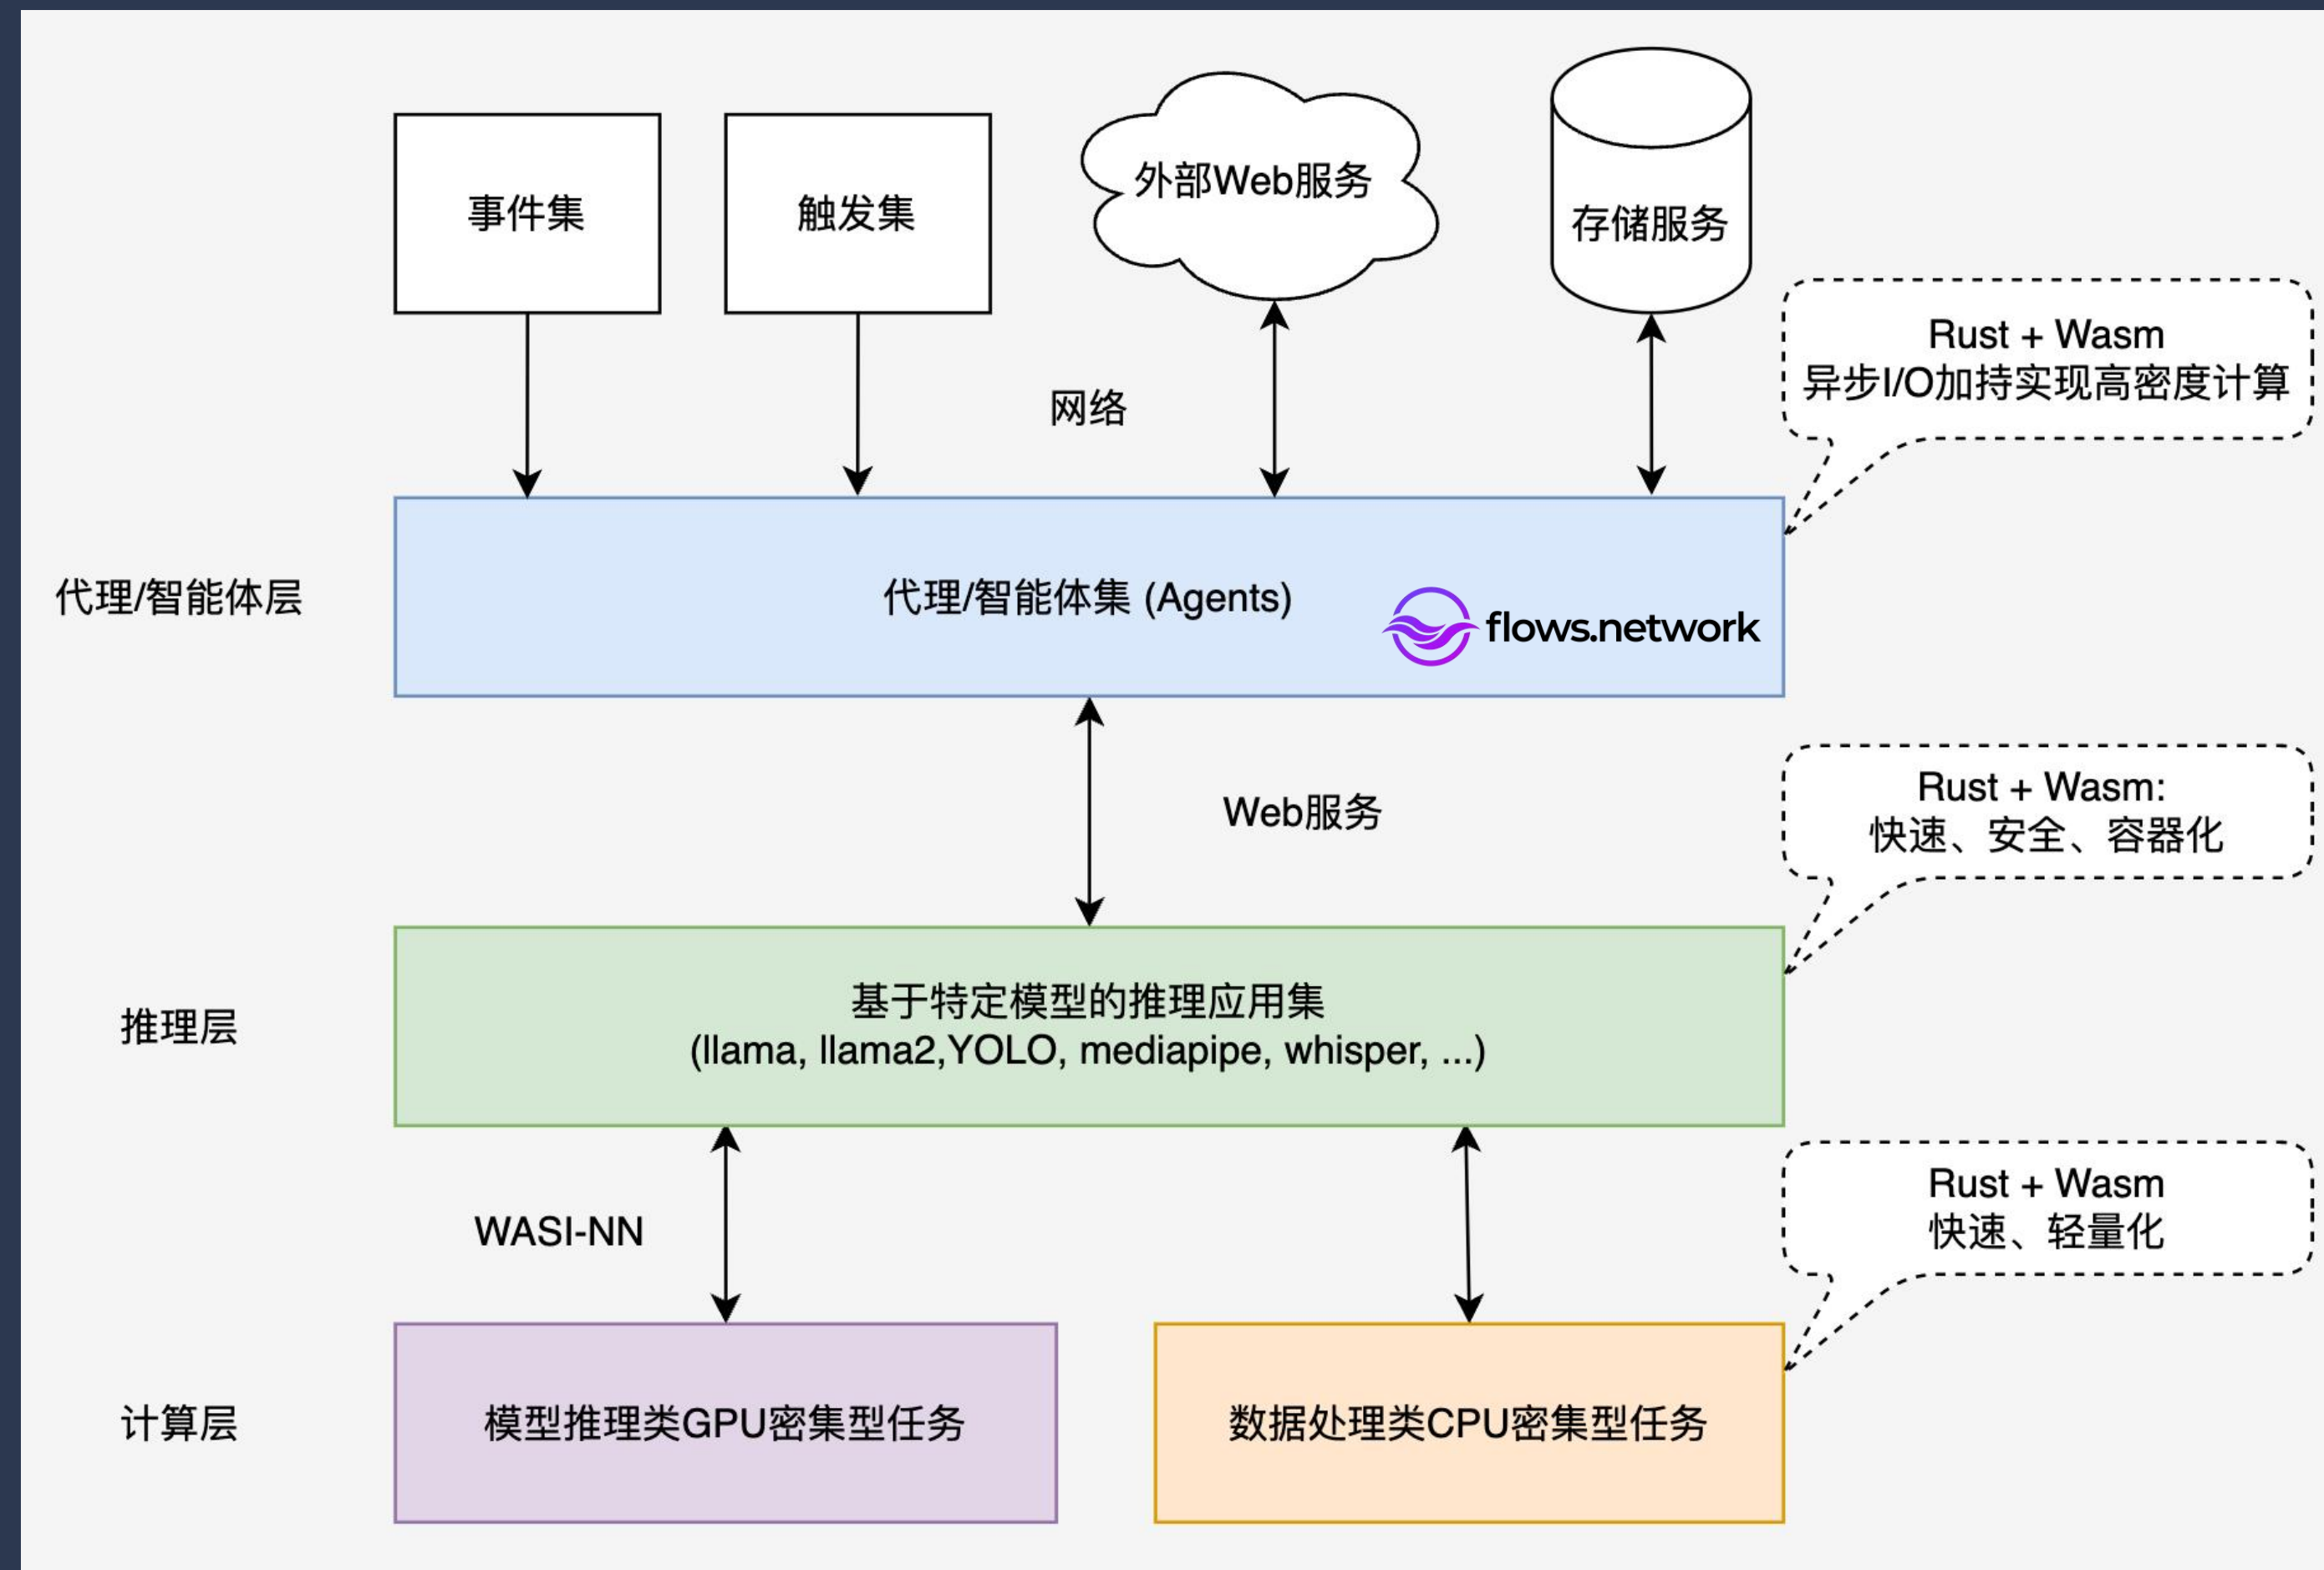 事件集
触发集
外部Web服务
存储服务
Rust + Wasm
异步I/O加持实现高密度计算
网络
代理/智能体层
代理/智能体集 (Agents)
flows.network
Web服务
Rust + Wasm:
快速、安全、容器化
推理层
基于特定模型的推理应用集
(llama, llama2,YOLO, mediapipe, whisper, ...)
WASI-NN
Rust + Wasm
快速、轻量化
计算层
模型推理类GPU密集型任务
数据处理类CPU密集型任务